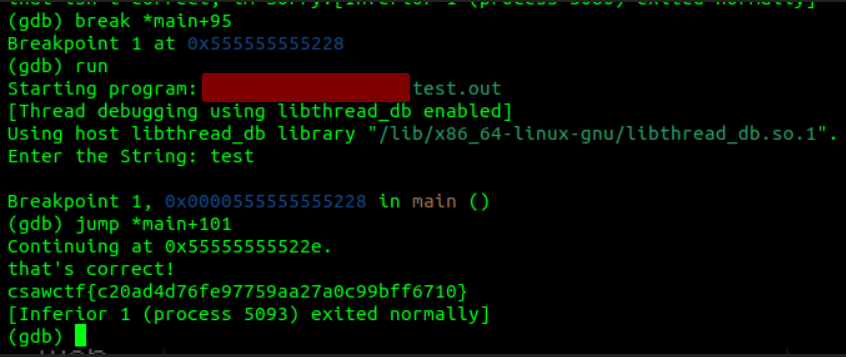 that isn't correct, im sorry.[Inferior 1 (process 5086) exited normally]
(gdb) break *main+95
Breakpoint 1 at 0x555555555228
(gdb) run
Starting program: test.out
[Thread debugging using libthread_db enabled]
Using host libthread_db library "/lib/x86_64-linux-gnu/libthread_db.so.1".
Enter the String: test
Breakpoint 1, 0x0000555555555228 in main ()
(gdb) jump *main+101
Continuing at 0x55555555522e.
that's correct!
csawctf{c20ad4d76fe97759aa27a0c99bff6710}
[Inferior 1 (process 5093) exited normally]
(gdb)